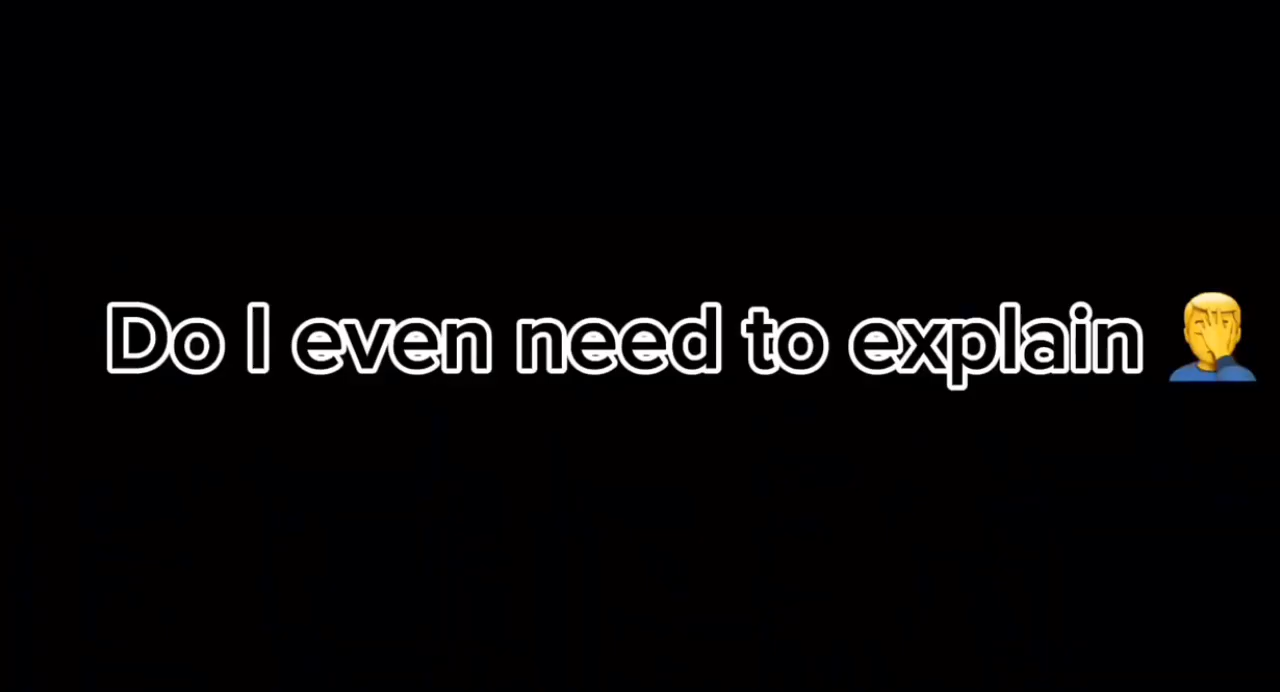 Do I even need to explain 🤦‍♂️